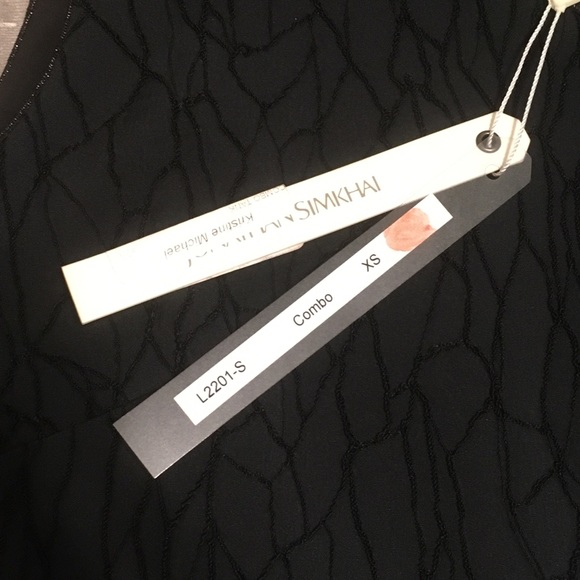 SIMKHAI
Kristine Michael
L2201-S Combo XS